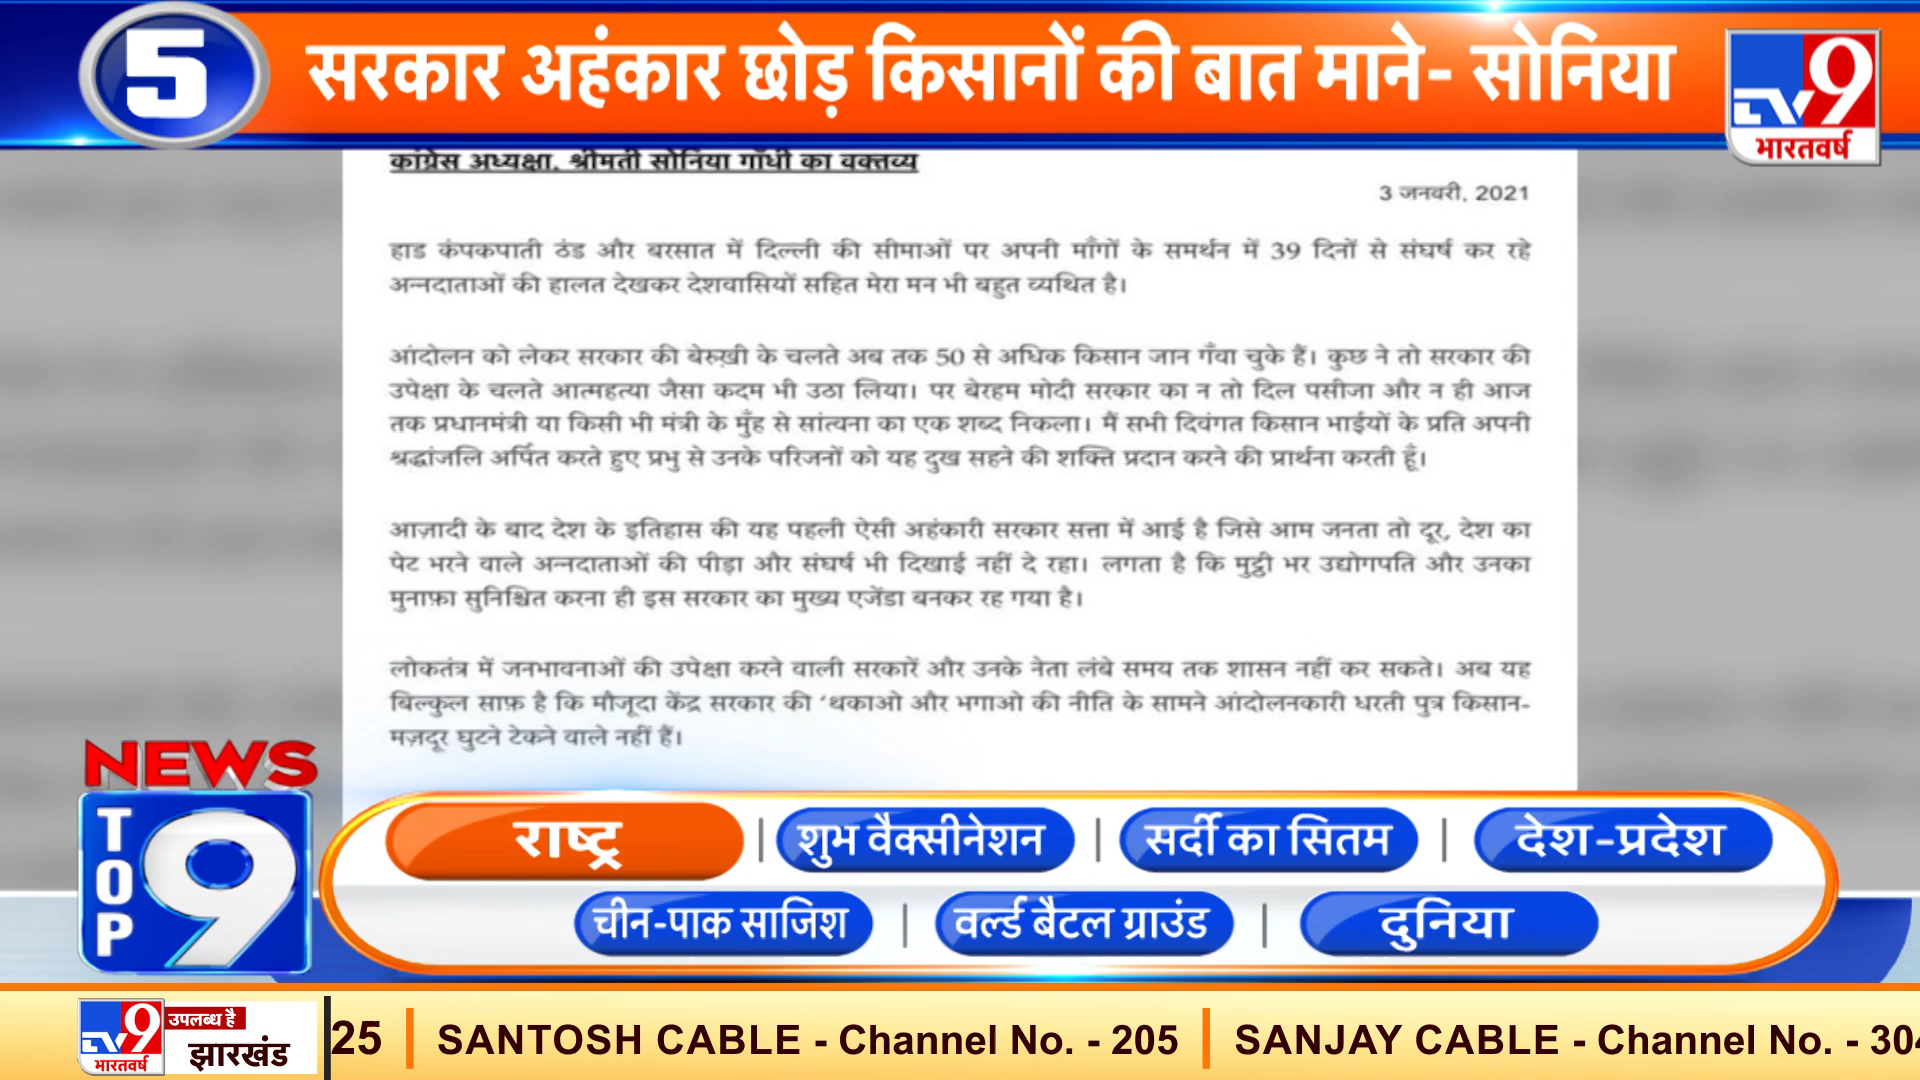 5
सरकार अहंकार छोड़ किसानों की बात माने- सोनिया
TV9
भारतवर्ष
कांग्रेस अध्यक्षा, श्रीमती सोनिया गाँधी का वक्तव्य
3 जनवरी, 2021
हाड कंपकपाती ठंड और बरसात में दिल्ली की सीमाओं पर अपनी माँगों के समर्थन में 39 दिनों से संघर्ष कर रहे
अन्नदाताओं की हालत देखकर देशवासियों सहित मेरा मन भी बहुत व्यथित है।
आंदोलन को लेकर सरकार की बेरुख़ी के चलते अब तक 50 से अधिक किसान जान गँवा चुके हैं। कुछ ने तो सरकार की
उपेक्षा के चलते आत्महत्या जैसा कदम भी उठा लिया। पर बेरहम मोदी सरकार का न तो दिल पसीजा और न ही आज
तक प्रधानमंत्री या किसी भी मंत्री के मुँह से सांत्वना का एक शब्द निकला। मैं सभी दिवंगत किसान भाईयों के प्रति अपनी
श्रद्धांजलि अर्पित करते हुए प्रभु से उनके परिजनों को यह दुख सहने की शक्ति प्रदान करने की प्रार्थना करती हूँ।
आज़ादी के बाद देश के इतिहास की यह पहली ऐसी अहंकारी सरकार सत्ता में आई है जिसे आम जनता तो दूर, देश का
पेट भरने वाले अन्नदाताओं की पीड़ा और संघर्ष भी दिखाई नहीं दे रहा। लगता है कि मुट्ठी भर उद्योगपति और उनका
मुनाफ़ा सुनिश्चित करना ही इस सरकार का मुख्य एजेंडा बनकर रह गया है।
लोकतंत्र में जनभावनाओं की उपेक्षा करने वाली सरकारें और उनके नेता लंबे समय तक शासन नहीं कर सकते। अब यह
बिल्कुल साफ़ है कि मौजूदा केंद्र सरकार की ‘थकाओ और भगाओ की नीति के सामने आंदोलनकारी धरती पुत्र किसान-
मज़दूर घुटने टेकने वाले नहीं हैं।
NEWS
TOP 9
राष्ट्र | शुभ वैक्सीनेशन | सर्दी का सितम | देश-प्रदेश
चीन-पाक साजिश | वर्ल्ड बैटल ग्राउंड | दुनिया
TV9 भारतवर्ष
उपलब्ध है
झारखंड
25 | SANTOSH CABLE - Channel No. - 205 | SANJAY CABLE - Channel No. - 304